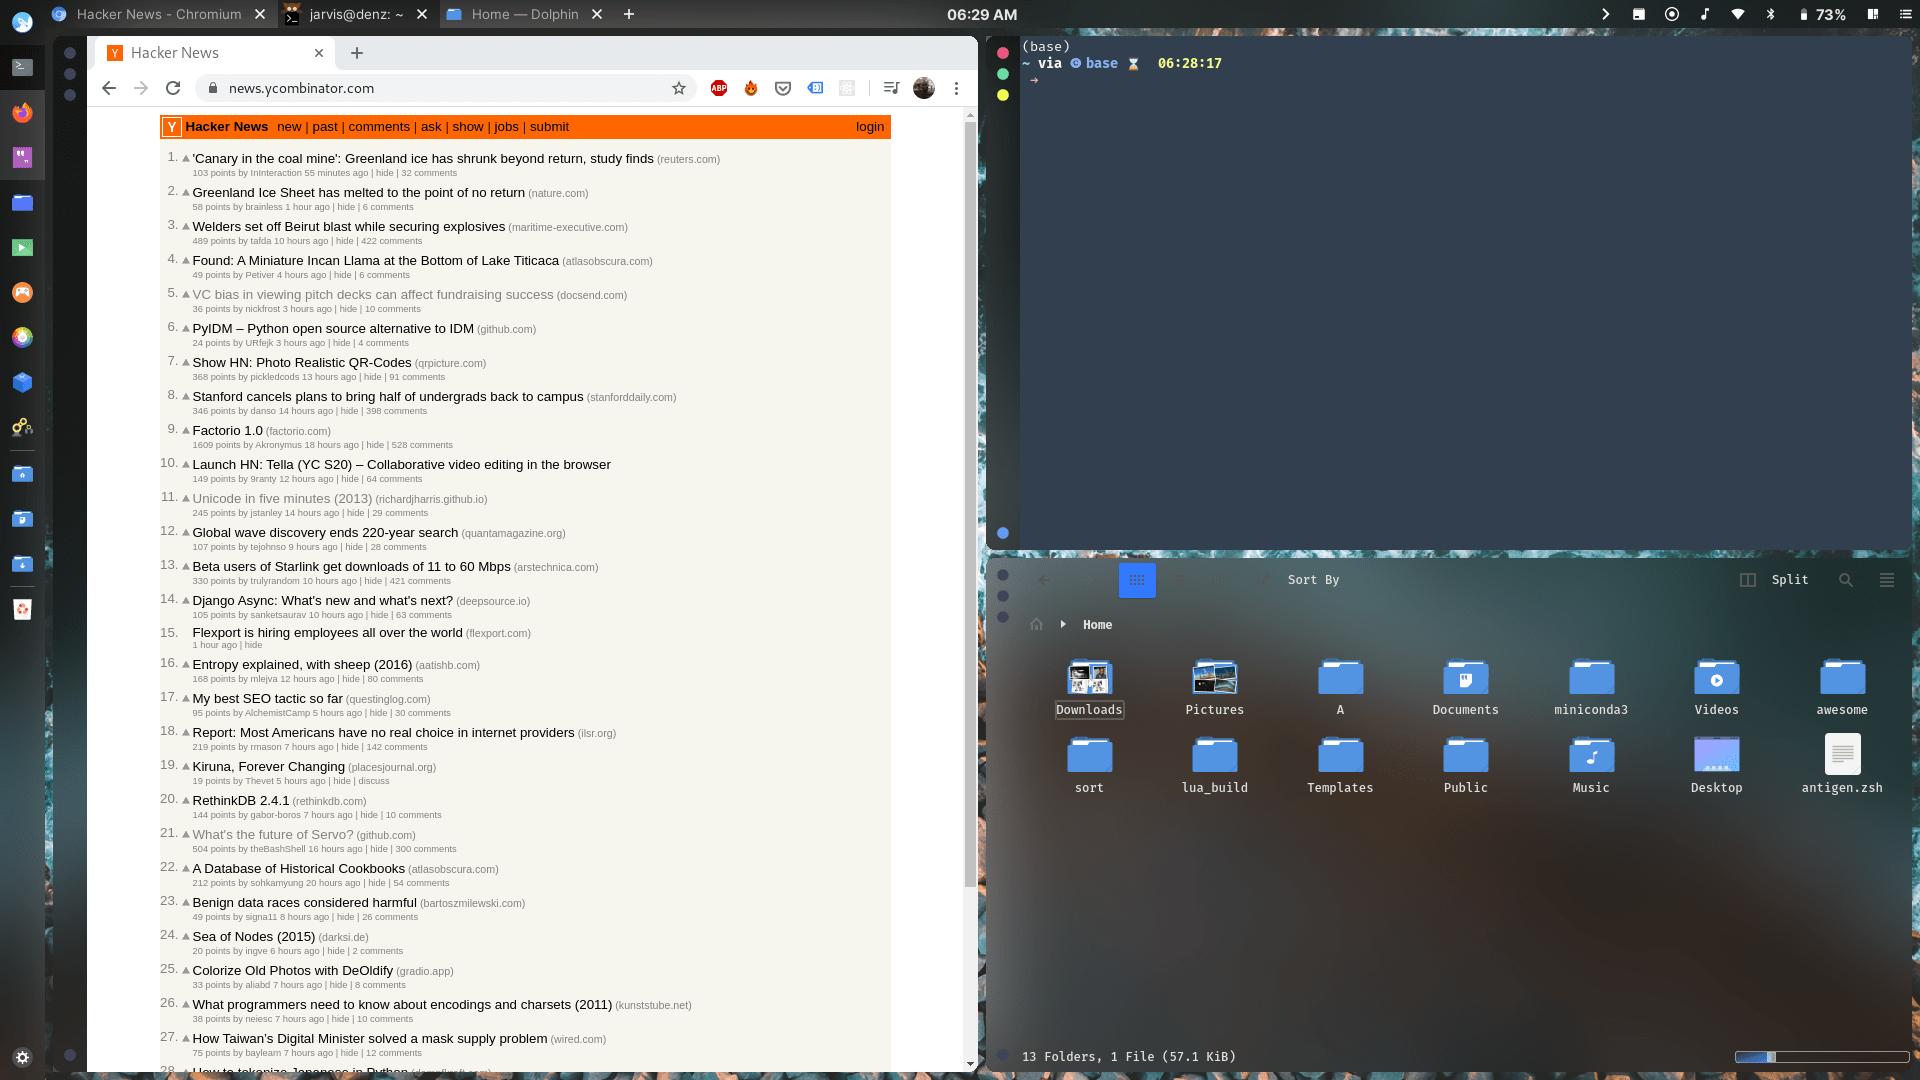 Hacker News - Chromium
jarvis@denz: ~
Home — Dolphin
06:29 AM
73%
Hacker News
news.ycombinator.com
ABP
Y Hacker News new | past | comments | ask | show | jobs | submit login
1. 'Canary in the coal mine': Greenland ice has shrunk beyond return, study finds (reuters.com)
103 points by InInteraction 55 minutes ago | hide | 32 comments
2. Greenland Ice Sheet has melted to the point of no return (nature.com)
58 points by brainless 1 hour ago | hide | 6 comments
3. Welders set off Beirut blast while securing explosives (maritime-executive.com)
489 points by tafda 10 hours ago | hide | 422 comments
4. Found: A Miniature Incan Llama at the Bottom of Lake Titicaca (atlasobscura.com)
49 points by Petiver 4 hours ago | hide | 6 comments
5. VC bias in viewing pitch decks can affect fundraising success (docsend.com)
36 points by nickfrost 3 hours ago | hide | 10 comments
6. PyIDM – Python open source alternative to IDM (github.com)
24 points by URfejk 3 hours ago | hide | 4 comments
7. Show HN: Photo Realistic QR-Codes (qrpicture.com)
368 points by pickledcods 13 hours ago | hide | 91 comments
8. Stanford cancels plans to bring half of undergrads back to campus (stanforddaily.com)
346 points by danso 14 hours ago | hide | 398 comments
9. Factorio 1.0 (factorio.com)
1609 points by Akronymus 18 hours ago | hide | 528 comments
10. Launch HN: Tella (YC S20) – Collaborative video editing in the browser
149 points by 9ranty 12 hours ago | hide | 64 comments
11. Unicode in five minutes (2013) (richardjharris.github.io)
245 points by jstanley 14 hours ago | hide | 29 comments
12. Global wave discovery ends 220-year search (quantamagazine.org)
107 points by tejohnso 9 hours ago | hide | 28 comments
13. Beta users of Starlink get downloads of 11 to 60 Mbps (arstechnica.com)
330 points by trulyrandom 10 hours ago | hide | 421 comments
14. Django Async: What's new and what's next? (deepsource.io)
105 points by sanketsaurav 10 hours ago | hide | 63 comments
15. Flexport is hiring employees all over the world (flexport.com)
1 hour ago | hide
16. Entropy explained, with sheep (2016) (aatishb.com)
168 points by mlejva 12 hours ago | hide | 80 comments
17. My best SEO tactic so far (questinglog.com)
95 points by AlchemistCamp 5 hours ago | hide | 30 comments
18. Report: Most Americans have no real choice in internet providers (ilsr.org)
219 points by rmason 7 hours ago | hide | 142 comments
19. Kiruna, Forever Changing (placesjournal.org)
19 points by Thevet 5 hours ago | hide | discuss
20. RethinkDB 2.4.1 (rethinkdb.com)
144 points by gabor-boros 7 hours ago | hide | 10 comments
21. What's the future of Servo? (github.com)
504 points by theBashShell 16 hours ago | hide | 300 comments
22. A Database of Historical Cookbooks (atlasobscura.com)
212 points by sohkamyung 20 hours ago | hide | 54 comments
23. Benign data races considered harmful (bartoszmilewski.com)
49 points by signa11 8 hours ago | hide | 26 comments
24. Sea of Nodes (2015) (darksi.de)
20 points by ingve 6 hours ago | hide | 2 comments
25. Colorize Old Photos with DeOldify (gradio.app)
33 points by aliabd 7 hours ago | hide | 8 comments
26. What programmers need to know about encodings and charsets (2011) (kunststube.net)
38 points by neiesc 7 hours ago | hide | 10 comments
27. How Taiwan's Digital Minister solved a mask supply problem (wired.com)
75 points by baylearn 7 hours ago | hide | 12 comments
28. How to tokenize Japanese in Python
(base)
~ via base 06:28:17
→
Sort By
Split
Home
Downloads
Pictures
A
Documents
miniconda3
Videos
awesome
sort
lua_build
Templates
Public
Music
Desktop
antigen.zsh
13 Folders, 1 File (57.1 KiB)